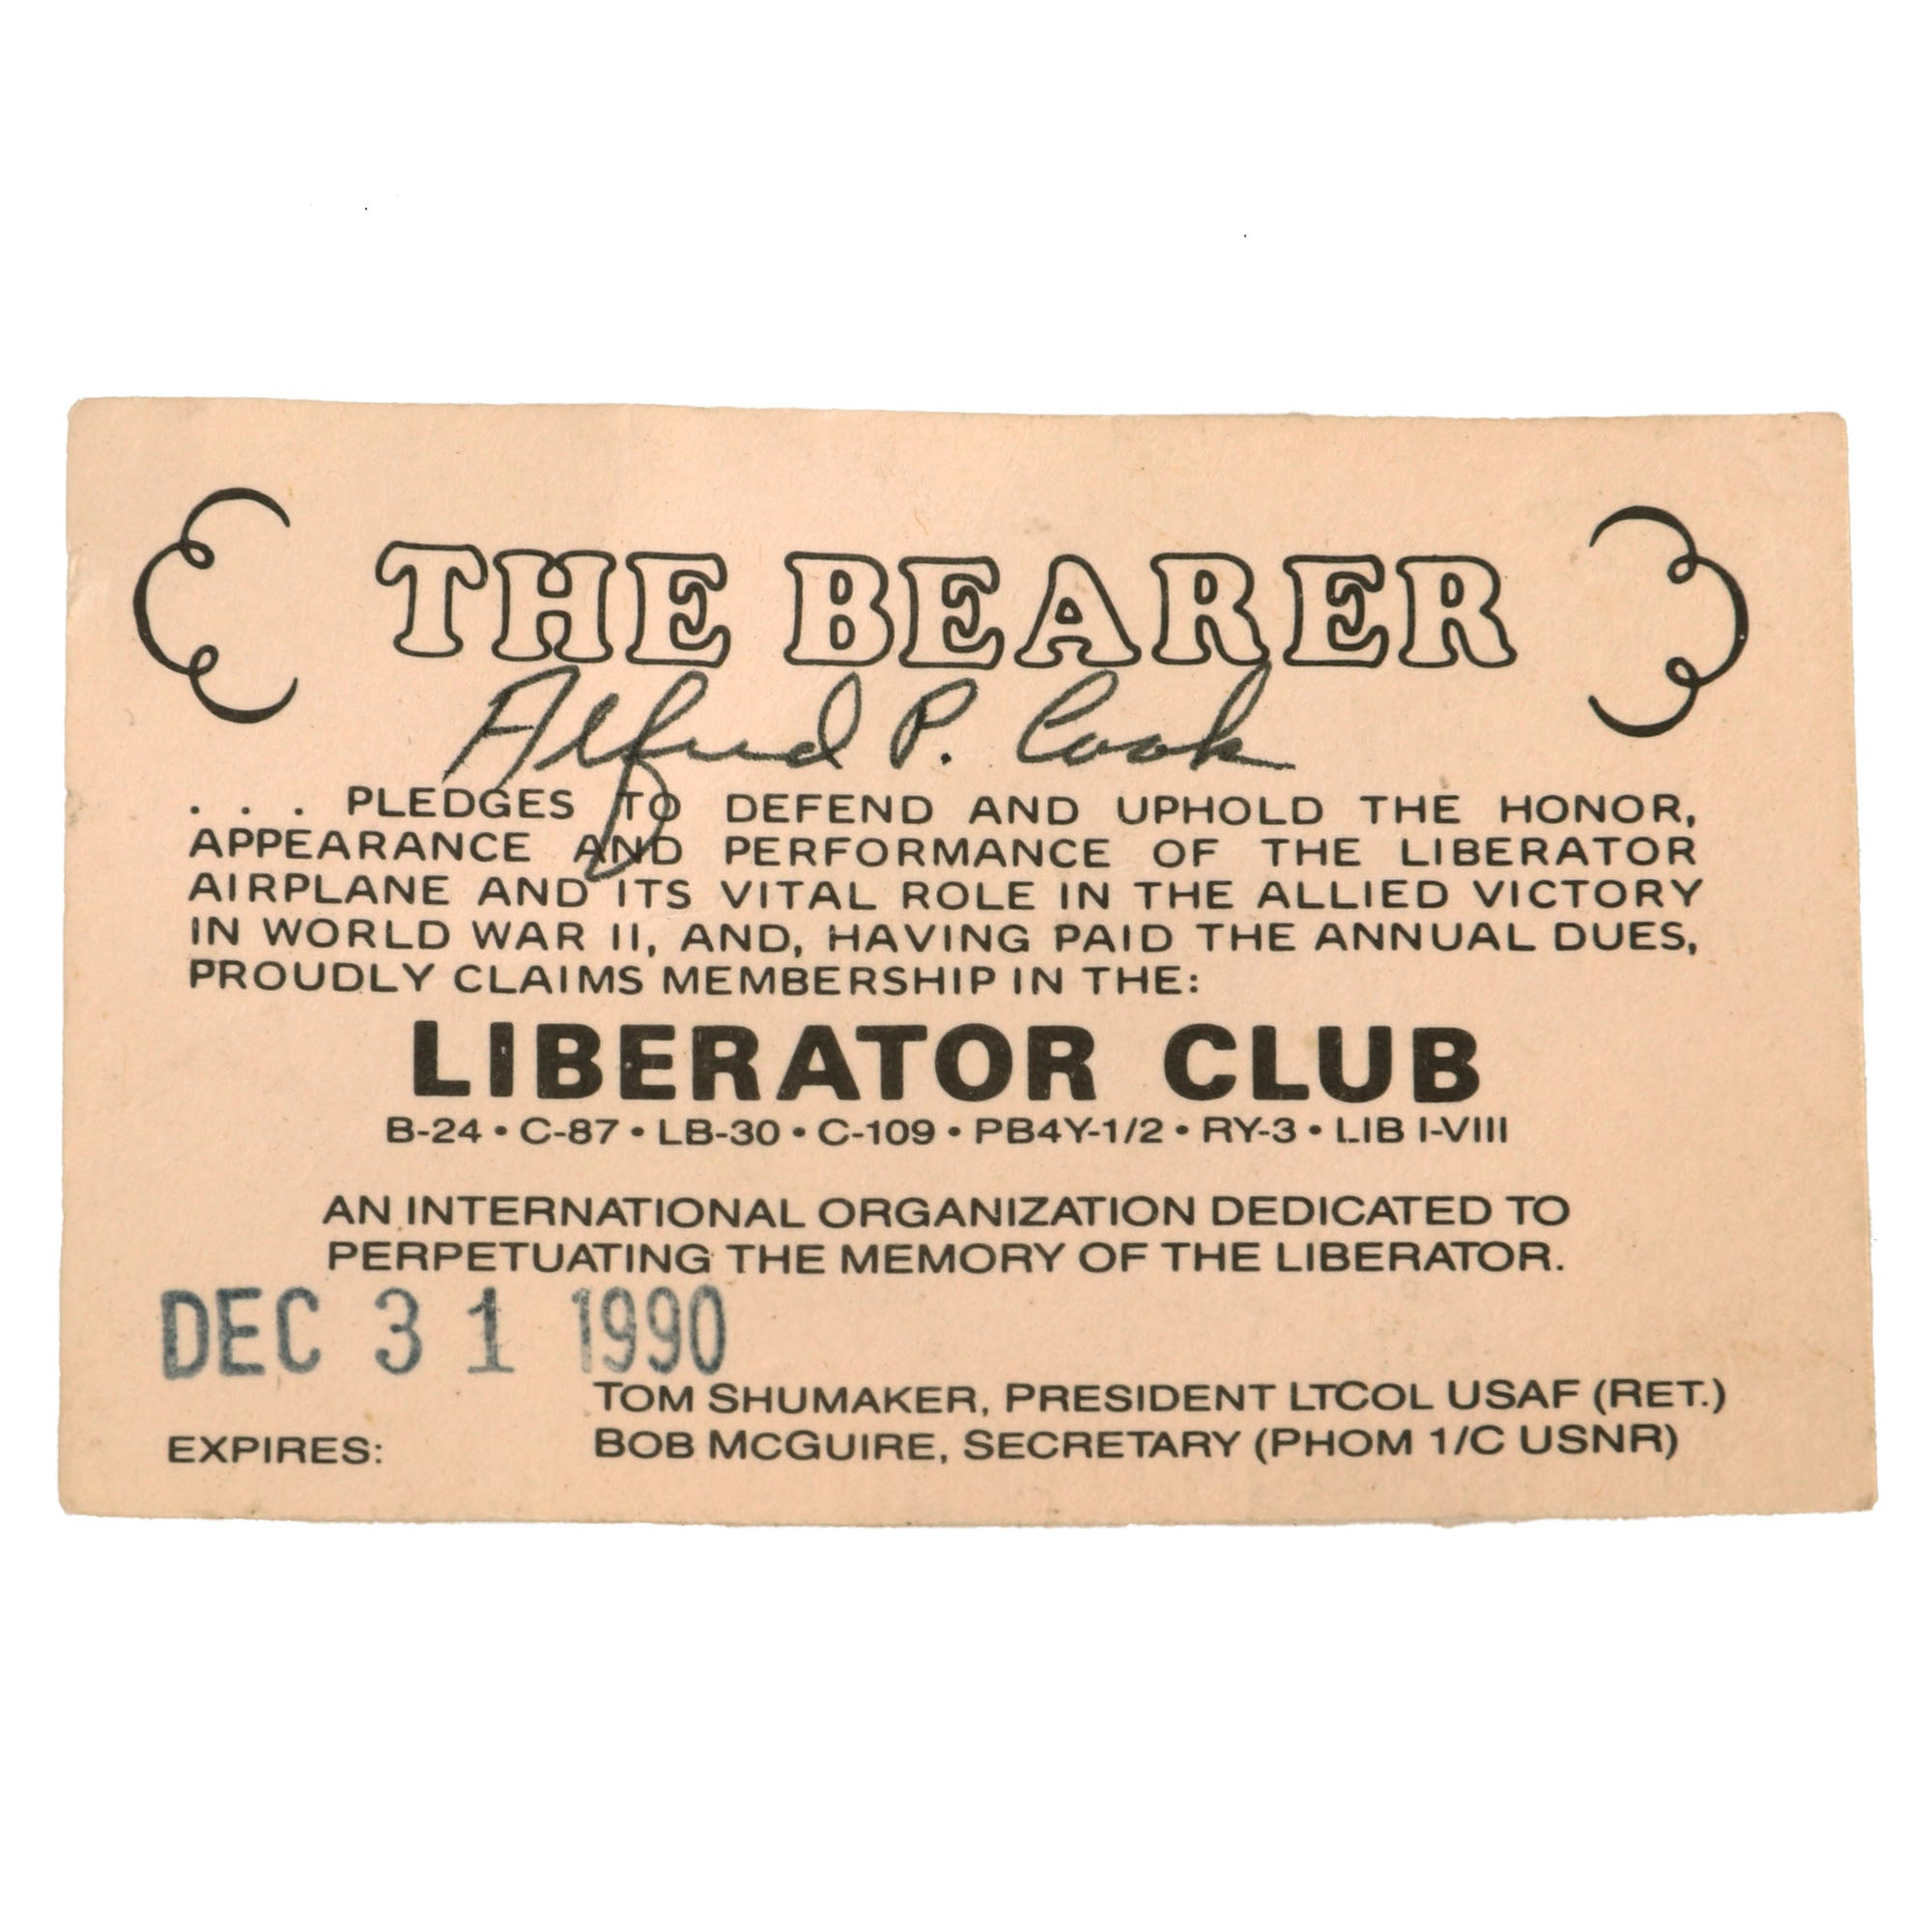 THE BEARER
Alfred P. Cook
. . . PLEDGES TO DEFEND AND UPHOLD THE HONOR,
APPEARANCE AND PERFORMANCE OF THE LIBERATOR
AIRPLANE AND ITS VITAL ROLE IN THE ALLIED VICTORY
IN WORLD WAR II, AND, HAVING PAID THE ANNUAL DUES,
PROUDLY CLAIMS MEMBERSHIP IN THE:
LIBERATOR CLUB
B-24 • C-87 • LB-30 • C-109 • PB4Y-1/2 • RY-3 • LIB I-VIII
AN INTERNATIONAL ORGANIZATION DEDICATED TO
PERPETUATING THE MEMORY OF THE LIBERATOR.
DEC 31 1990
TOM SHUMAKER, PRESIDENT LTCOL USAF (RET.)
EXPIRES: BOB MCGUIRE, SECRETARY (PHOM 1/C USNR)